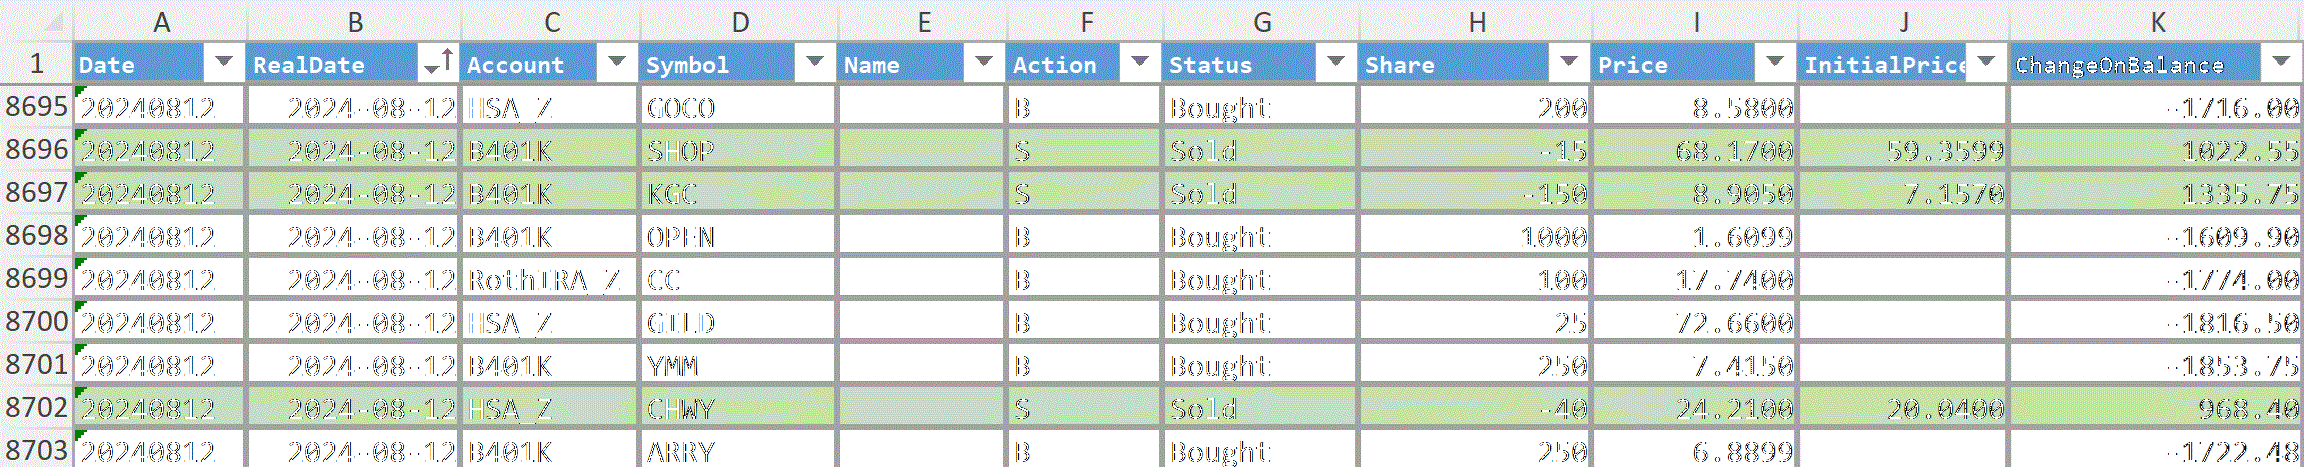 A B C D E F G H I J K
1 Date RealDate Account Symbol Name Action Status Share Price InitialPrice ChangeOnBalance
8695 20240812 2024-08-12 HSA_Z GOCO B Bought 200 8.5800 -1716.00
8696 20240812 2024-08-12 B401K SHOP S Sold -15 68.1700 59.3599 1022.55
8697 20240812 2024-08-12 B401K KGC S Sold -150 8.9050 7.1570 1335.75
8698 20240812 2024-08-12 B401K OPEN B Bought 1000 1.6099 -1609.90
8699 20240812 2024-08-12 RothIRA_Z CC B Bought 100 17.7400 -1774.00
8700 20240812 2024-08-12 HSA_Z GILD B Bought 25 72.6600 -1816.50
8701 20240812 2024-08-12 B401K YMM B Bought 250 7.4150 -1853.75
8702 20240812 2024-08-12 HSA_Z CHWY S Sold -40 24.2100 20.0400 968.40
8703 20240812 2024-08-12 B401K ARRY B Bought 250 6.8899 -1722.48